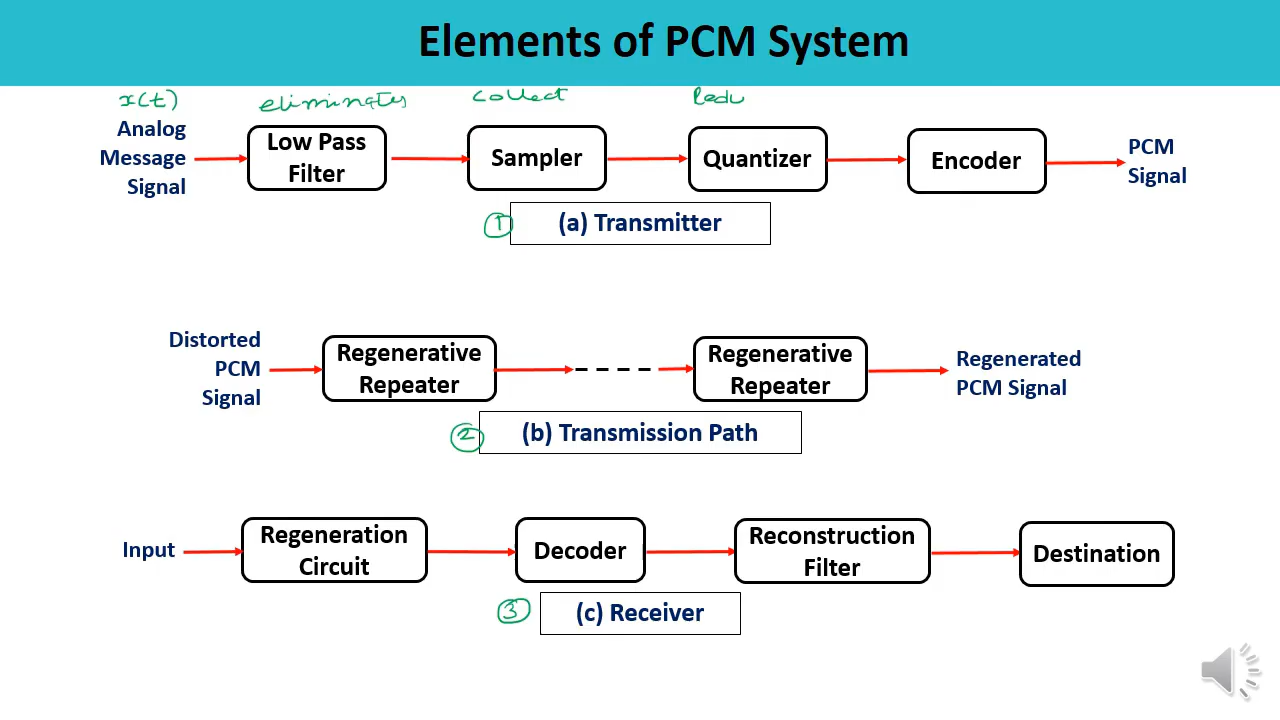 Elements of PCM System
x(t)
eliminates
collect
Redu
Analog
Message
Signal
Low Pass
Filter
Sampler
Quantizer
Encoder
PCM
Signal
1
(a) Transmitter
Distorted
PCM
Signal
Regenerative
Repeater
Regenerative
Repeater
Regenerated
PCM Signal
2
(b) Transmission Path
Input
Regeneration
Circuit
Decoder
Reconstruction
Filter
Destination
3
(c) Receiver